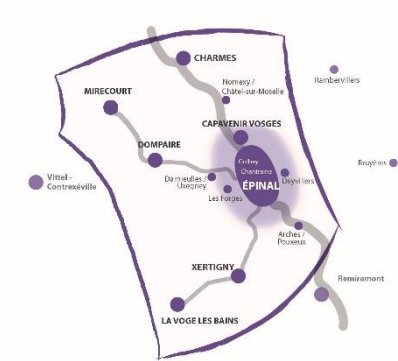 CHARMES
Rambervillers
Nomexy /
Châtel-sur-Moselle
MIRECOURT
CAPAVENIR VOSGES
DOMPAIRE
Bruyères
Golbey
Chantraine
ÉPINAL
Deyvillers
Darnieulles /
Uxegney
Les Forges
Vittel -
Contrexéville
Arches /
Pouxeux
XERTIGNY
Remiremont
LA VOGE LES BAINS